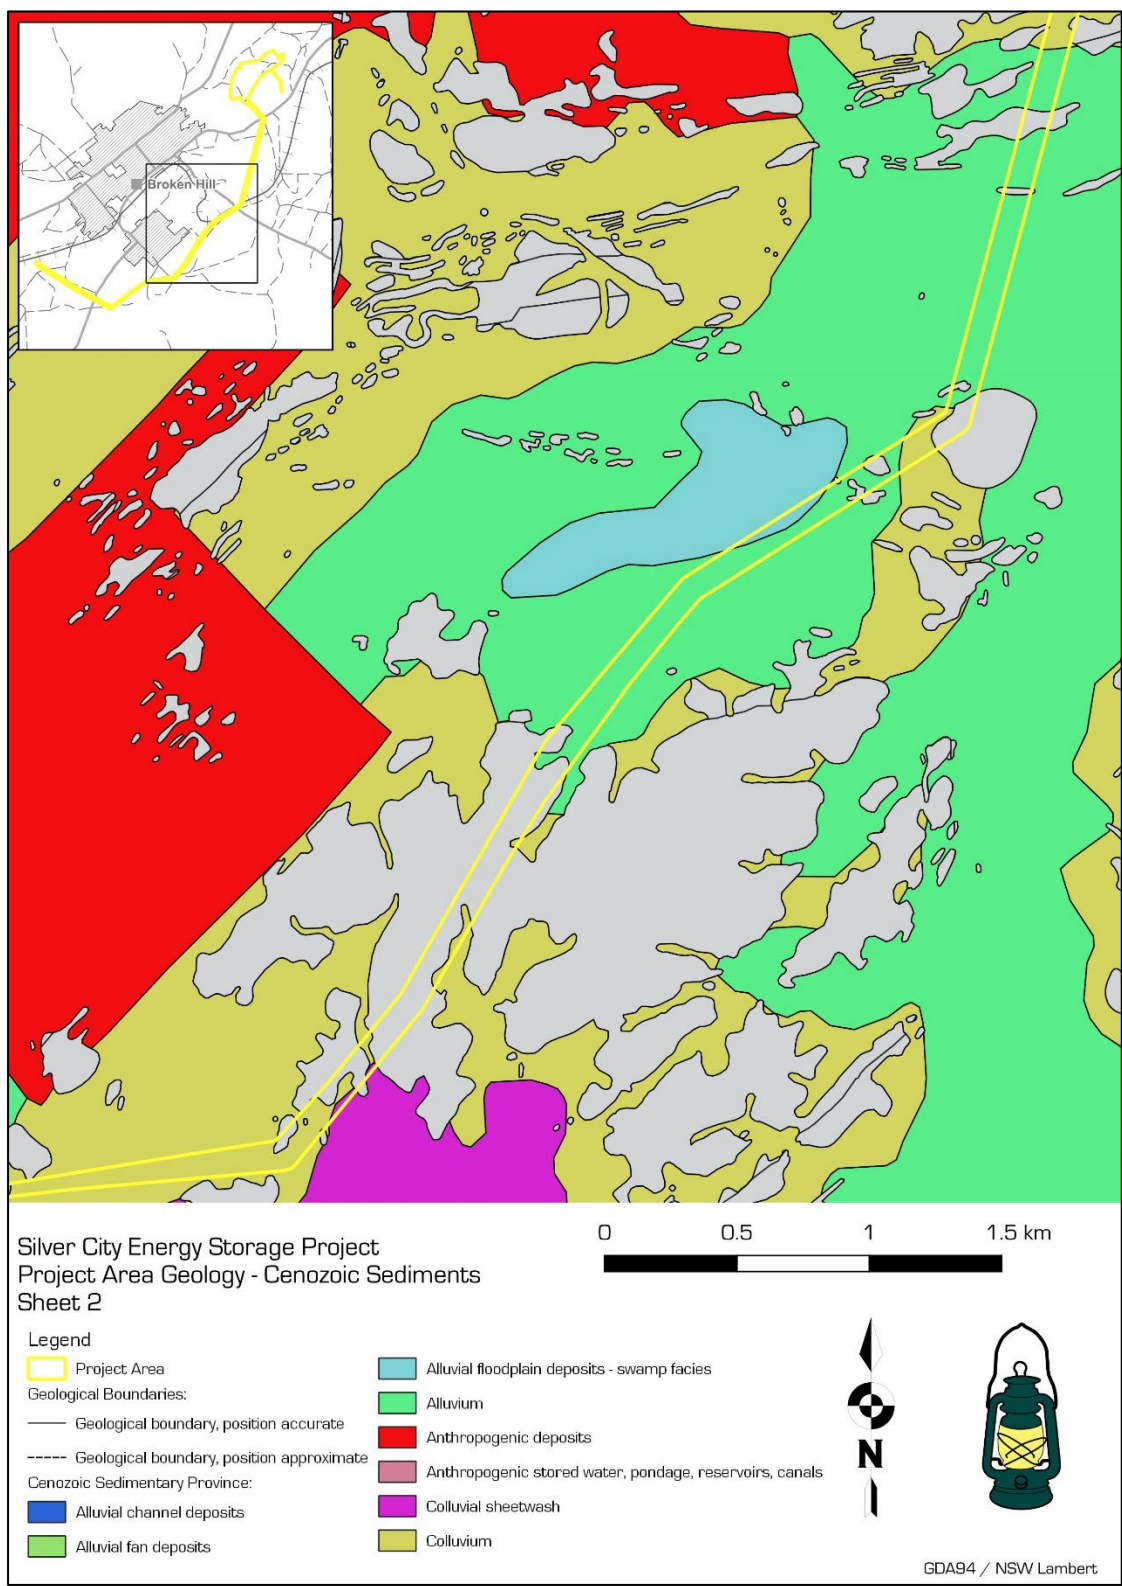 Broken Hill
0 0.5 1 1.5 km
Silver City Energy Storage Project
Project Area Geology - Cenozoic Sediments
Sheet 2
Legend
Project Area
Geological Boundaries:
Geological boundary, position accurate
Geological boundary, position approximate
Cenozoic Sedimentary Province:
Alluvial channel deposits
Alluvial fan deposits
Alluvial floodplain deposits - swamp facies
Alluvium
Anthropogenic deposits
Anthropogenic stored water, pondage, reservoirs, canals
Colluvial sheetwash
Colluvium
N
GDA94 / NSW Lambert